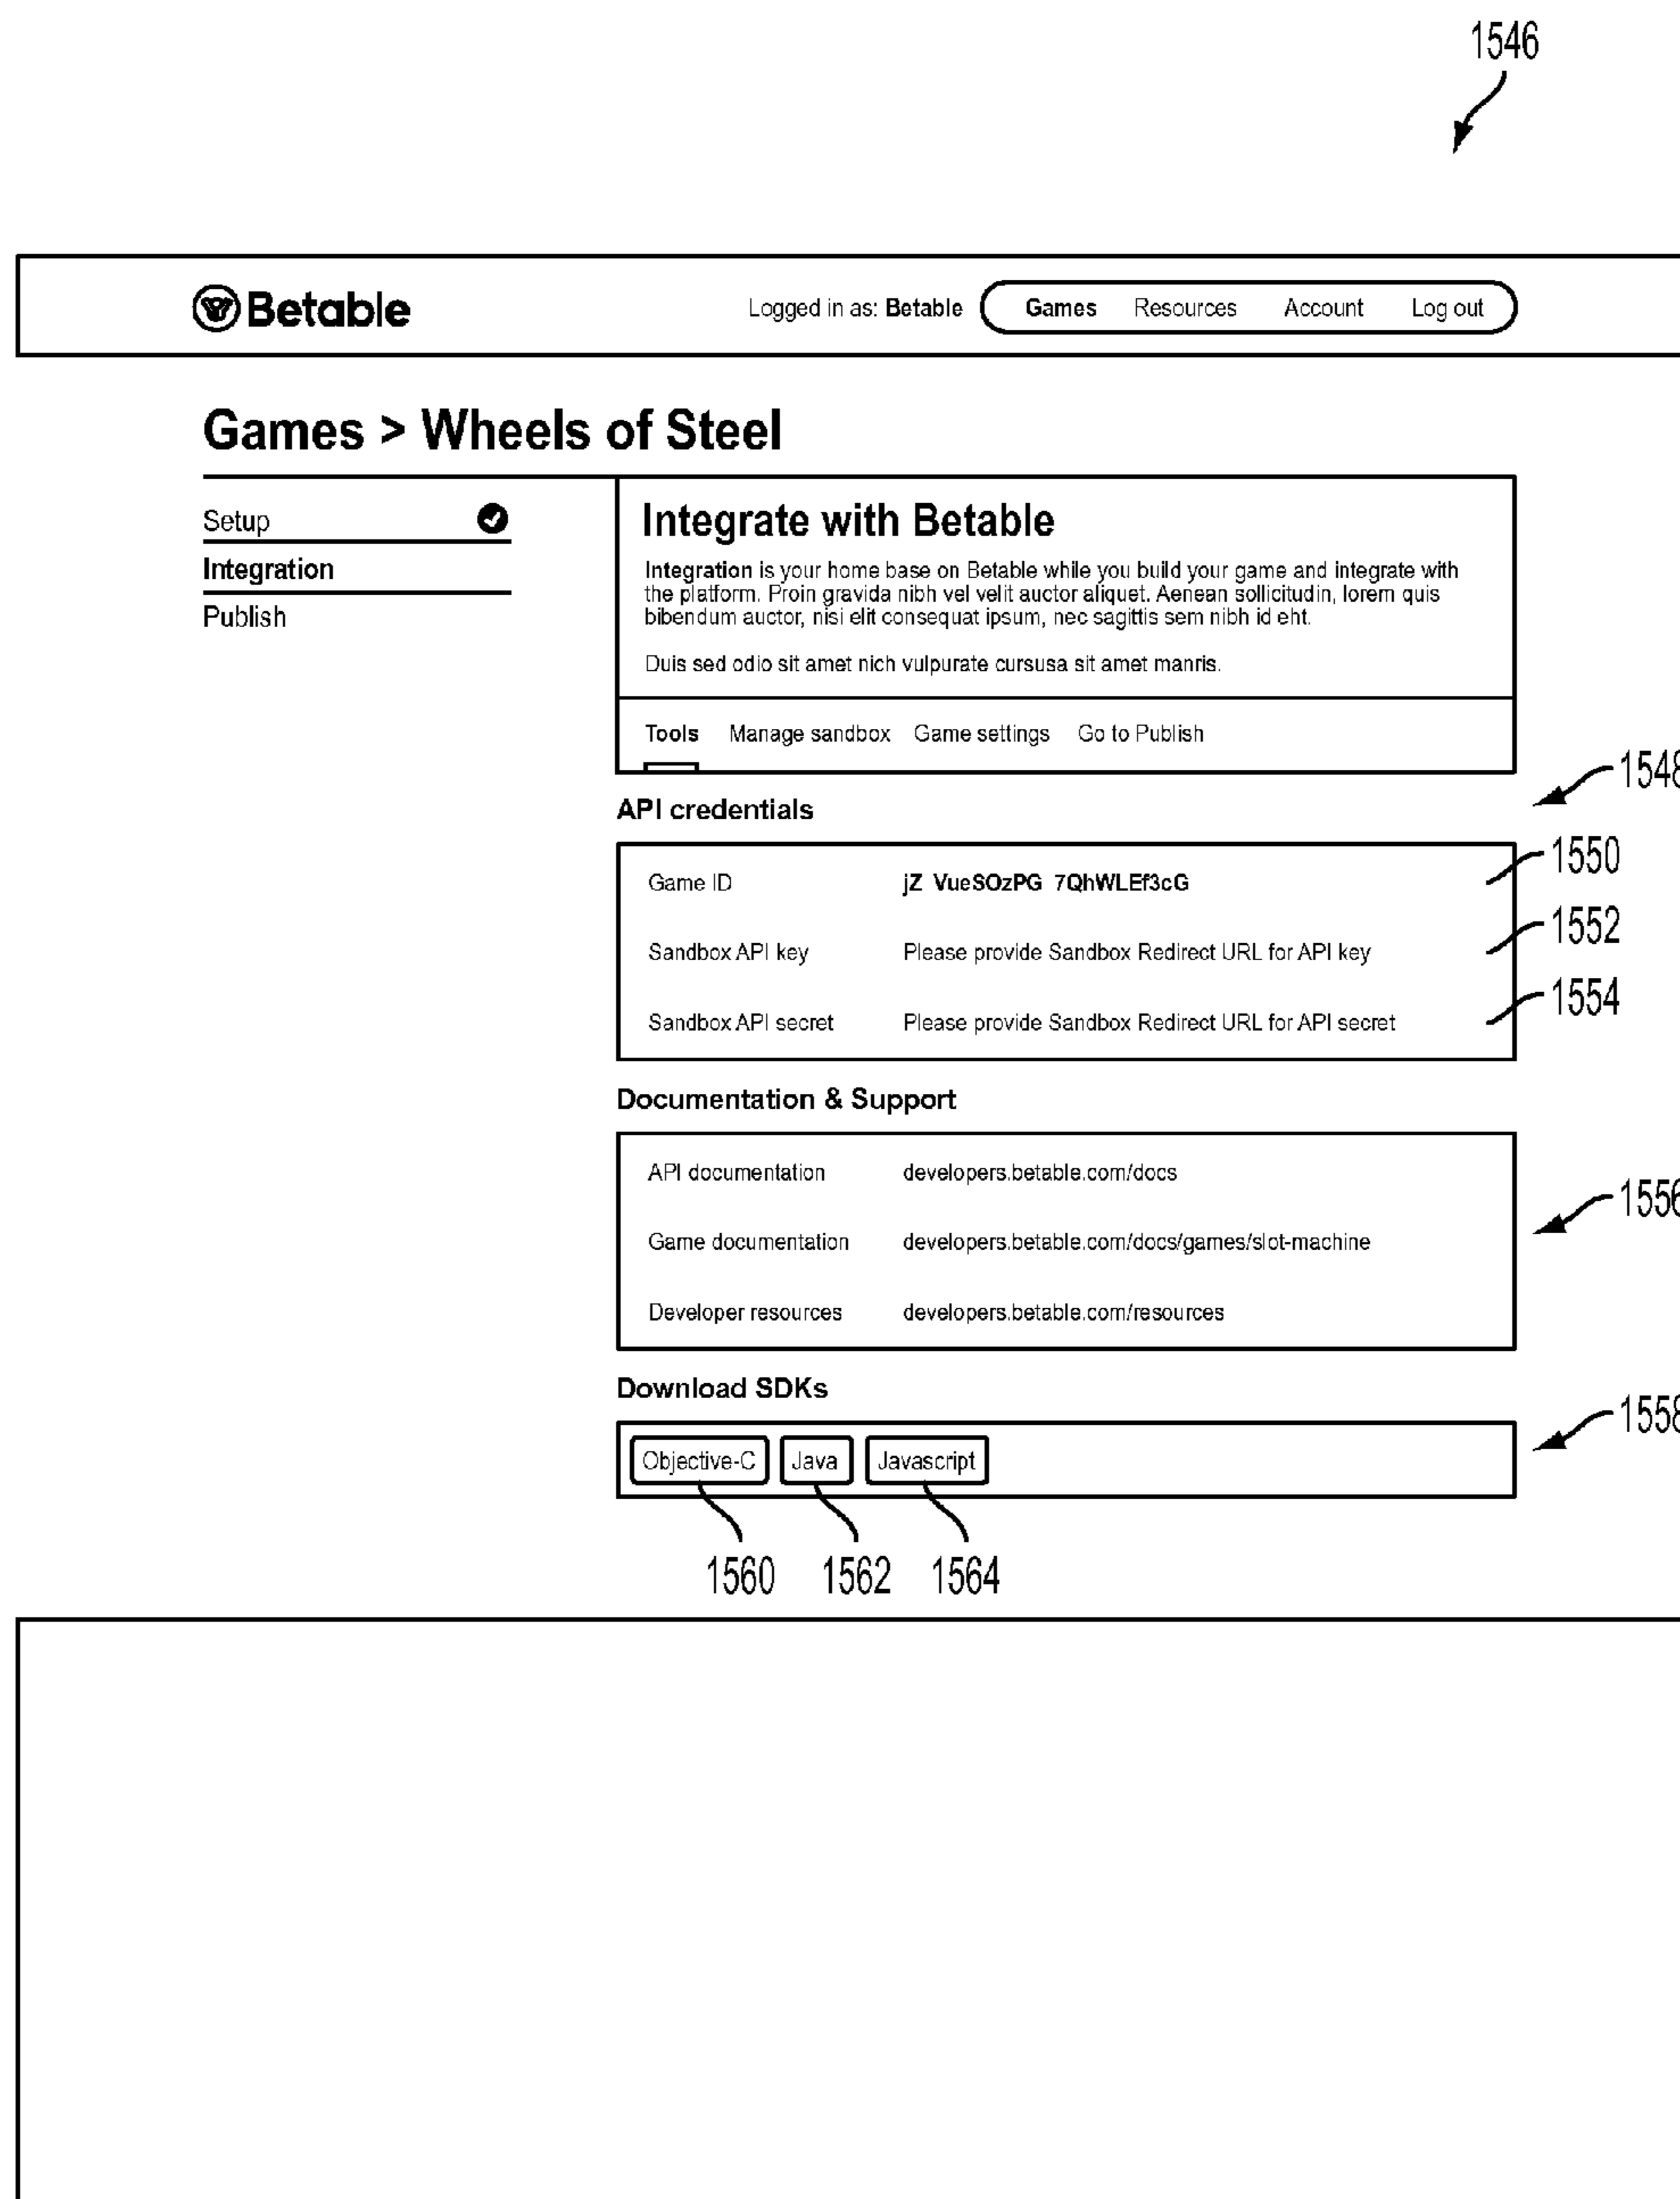 1546
Betable
Logged in as: Betable Games Resources Account Log out
Games > Wheels of Steel
Setup
Integration
Publish
Integrate with Betable
Integration is your home base on Betable while you build your game and integrate with
the platform. Proin gravida nibh vel velit auctor aliquet. Aenean sollicitudin, lorem quis
bibendum auctor, nisi elit consequat ipsum, nec sagittis sem nibh id eht.
Duis sed odio sit amet nich vulpurate cursusa sit amet manris.
Tools Manage sandbox Game settings Go to Publish
1548
API credentials
Game ID jZ VueSOzPG 7QhWLEf3cG 1550
Sandbox API key Please provide Sandbox Redirect URL for API key 1552
Sandbox API secret Please provide Sandbox Redirect URL for API secret 1554
Documentation & Support
API documentation developers.betable.com/docs
1556
Game documentation developers.betable.com/docs/games/slot-machine
Developer resources developers.betable.com/resources
Download SDKs
1558
Objective-C Java Javascript
1560 1562 1564